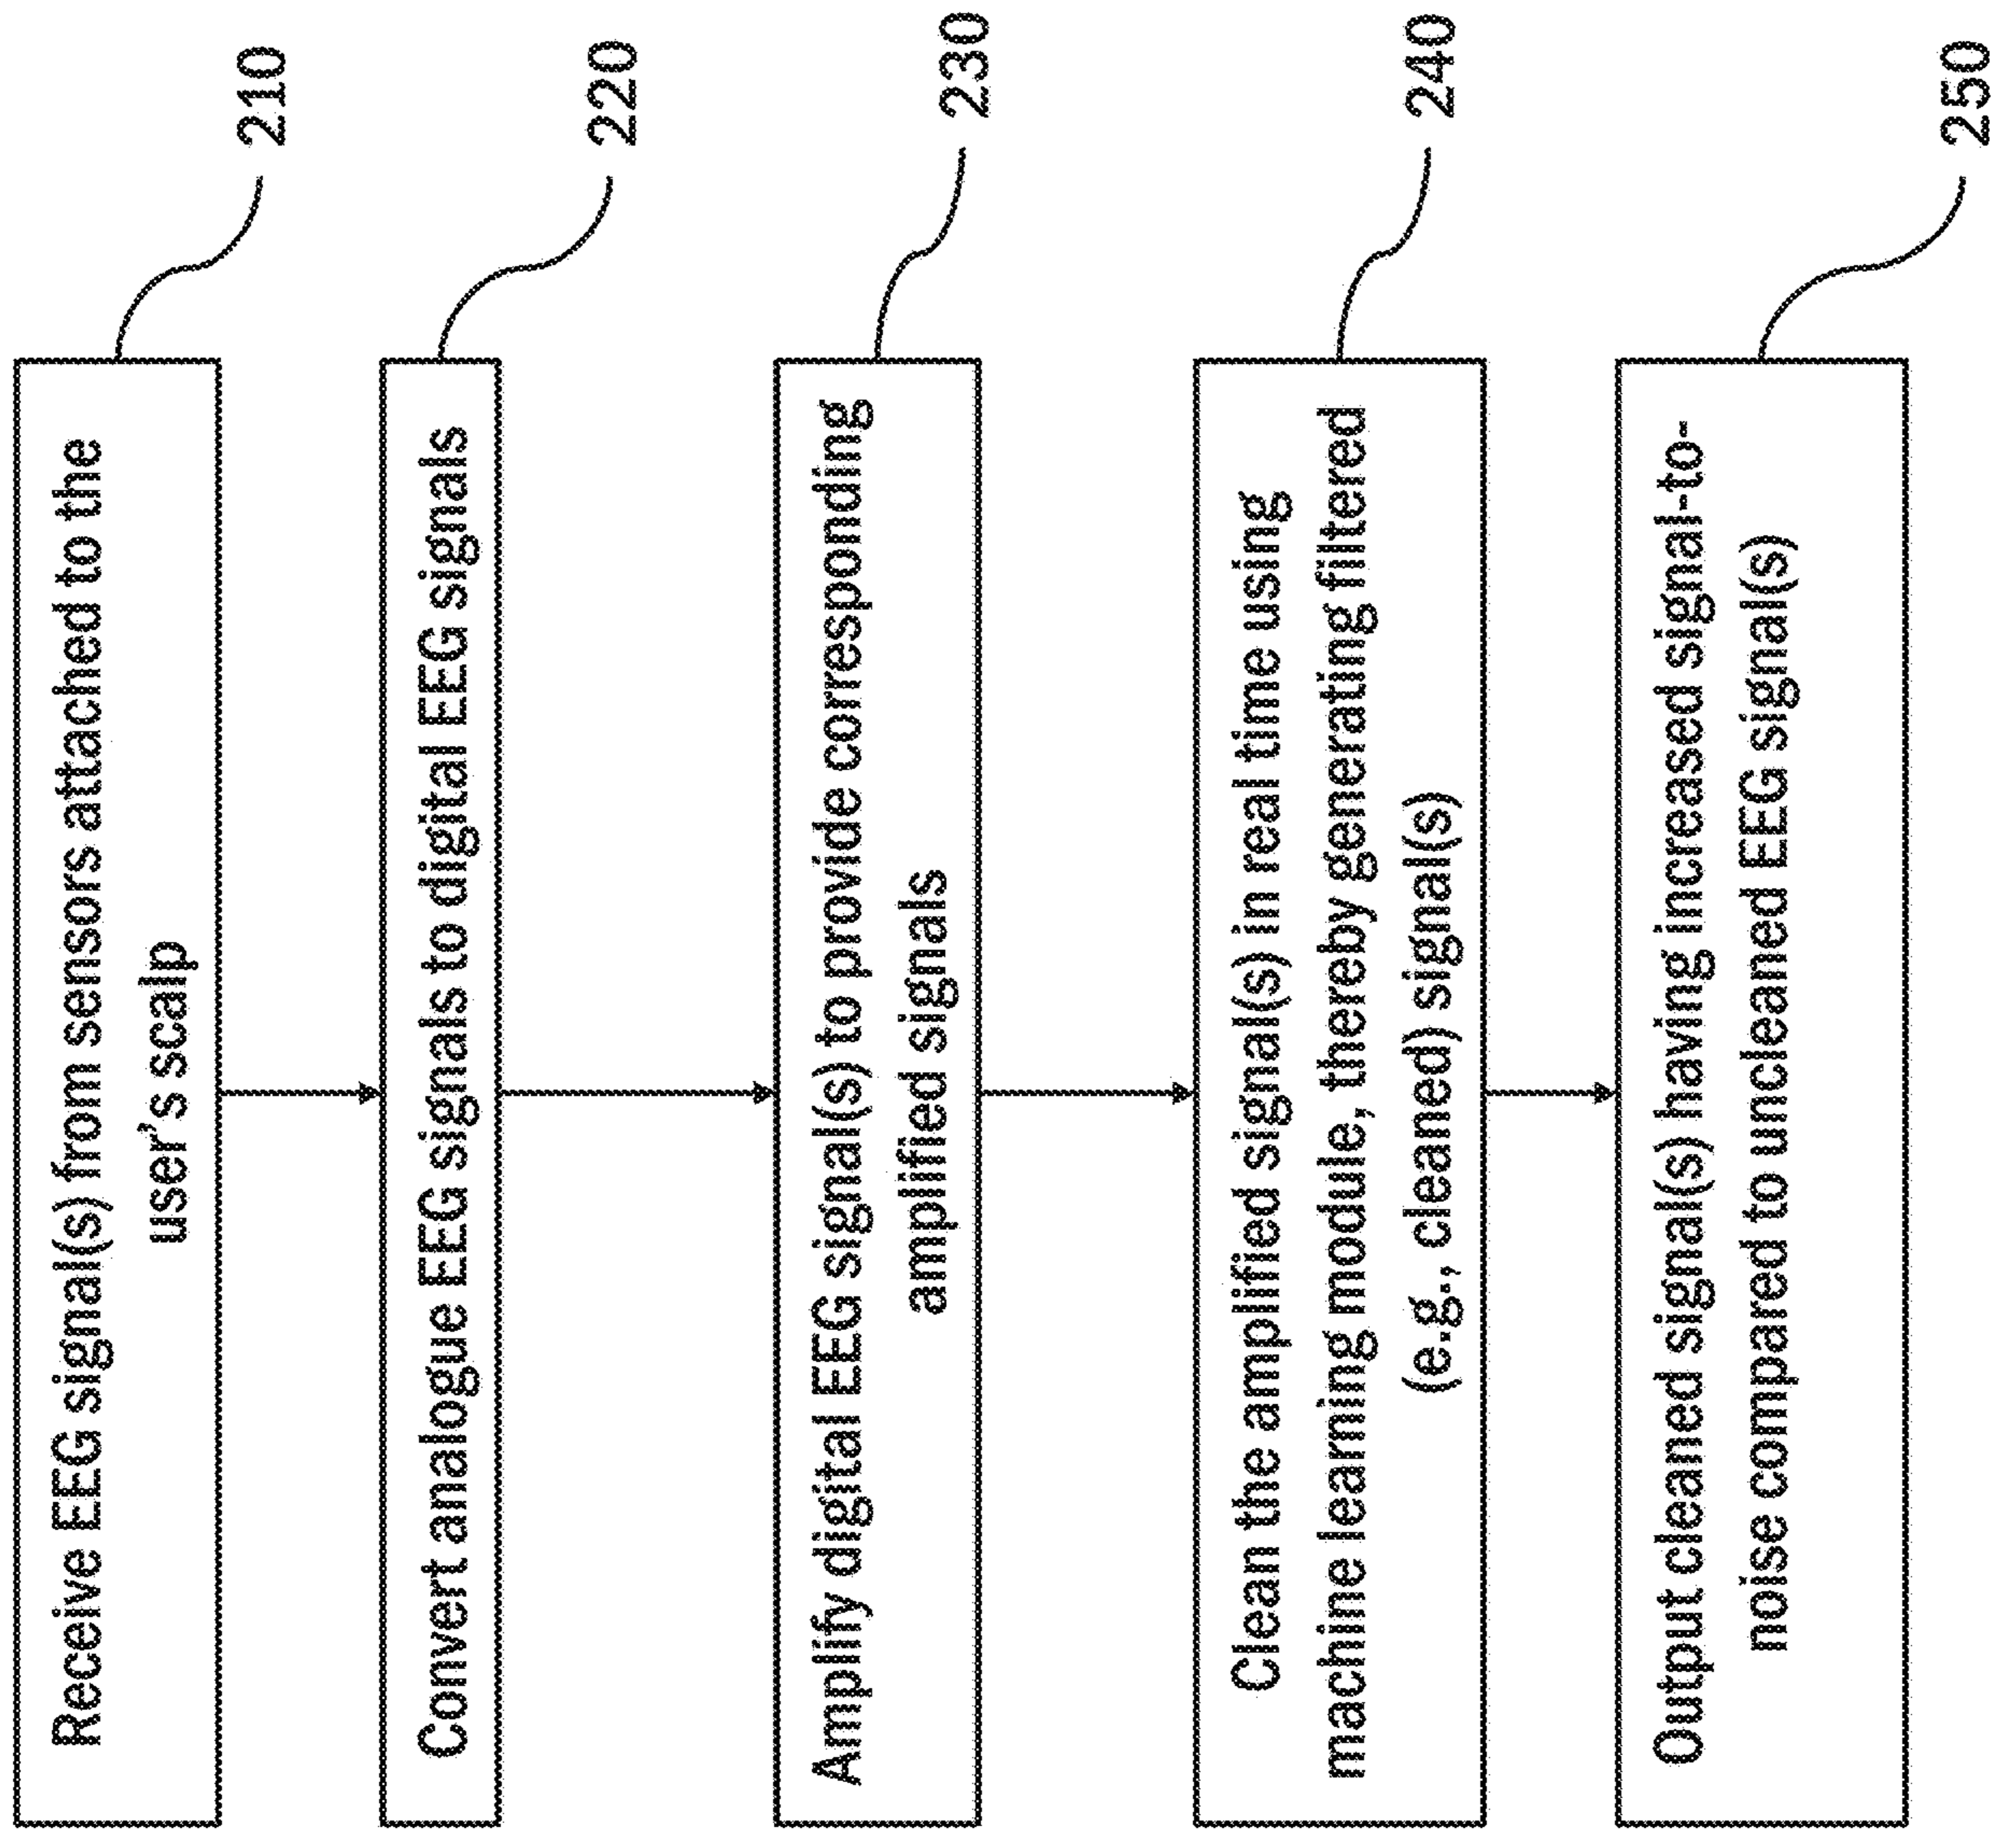 Receive EEG signal(s) from sensors attached to the
user's scalp
210
Convert analogue EEG signals to digital EEG signals
220
Amplify digital EEG signal(s) to provide corresponding
amplified signals
230
Clean the amplified signal(s) in real time using
machine learning module, thereby generating filtered
(e.g., cleaned) signal(s)
240
Output cleaned signal(s) having increased signal-to-
noise compared to uncleaned EEG signal(s)
250